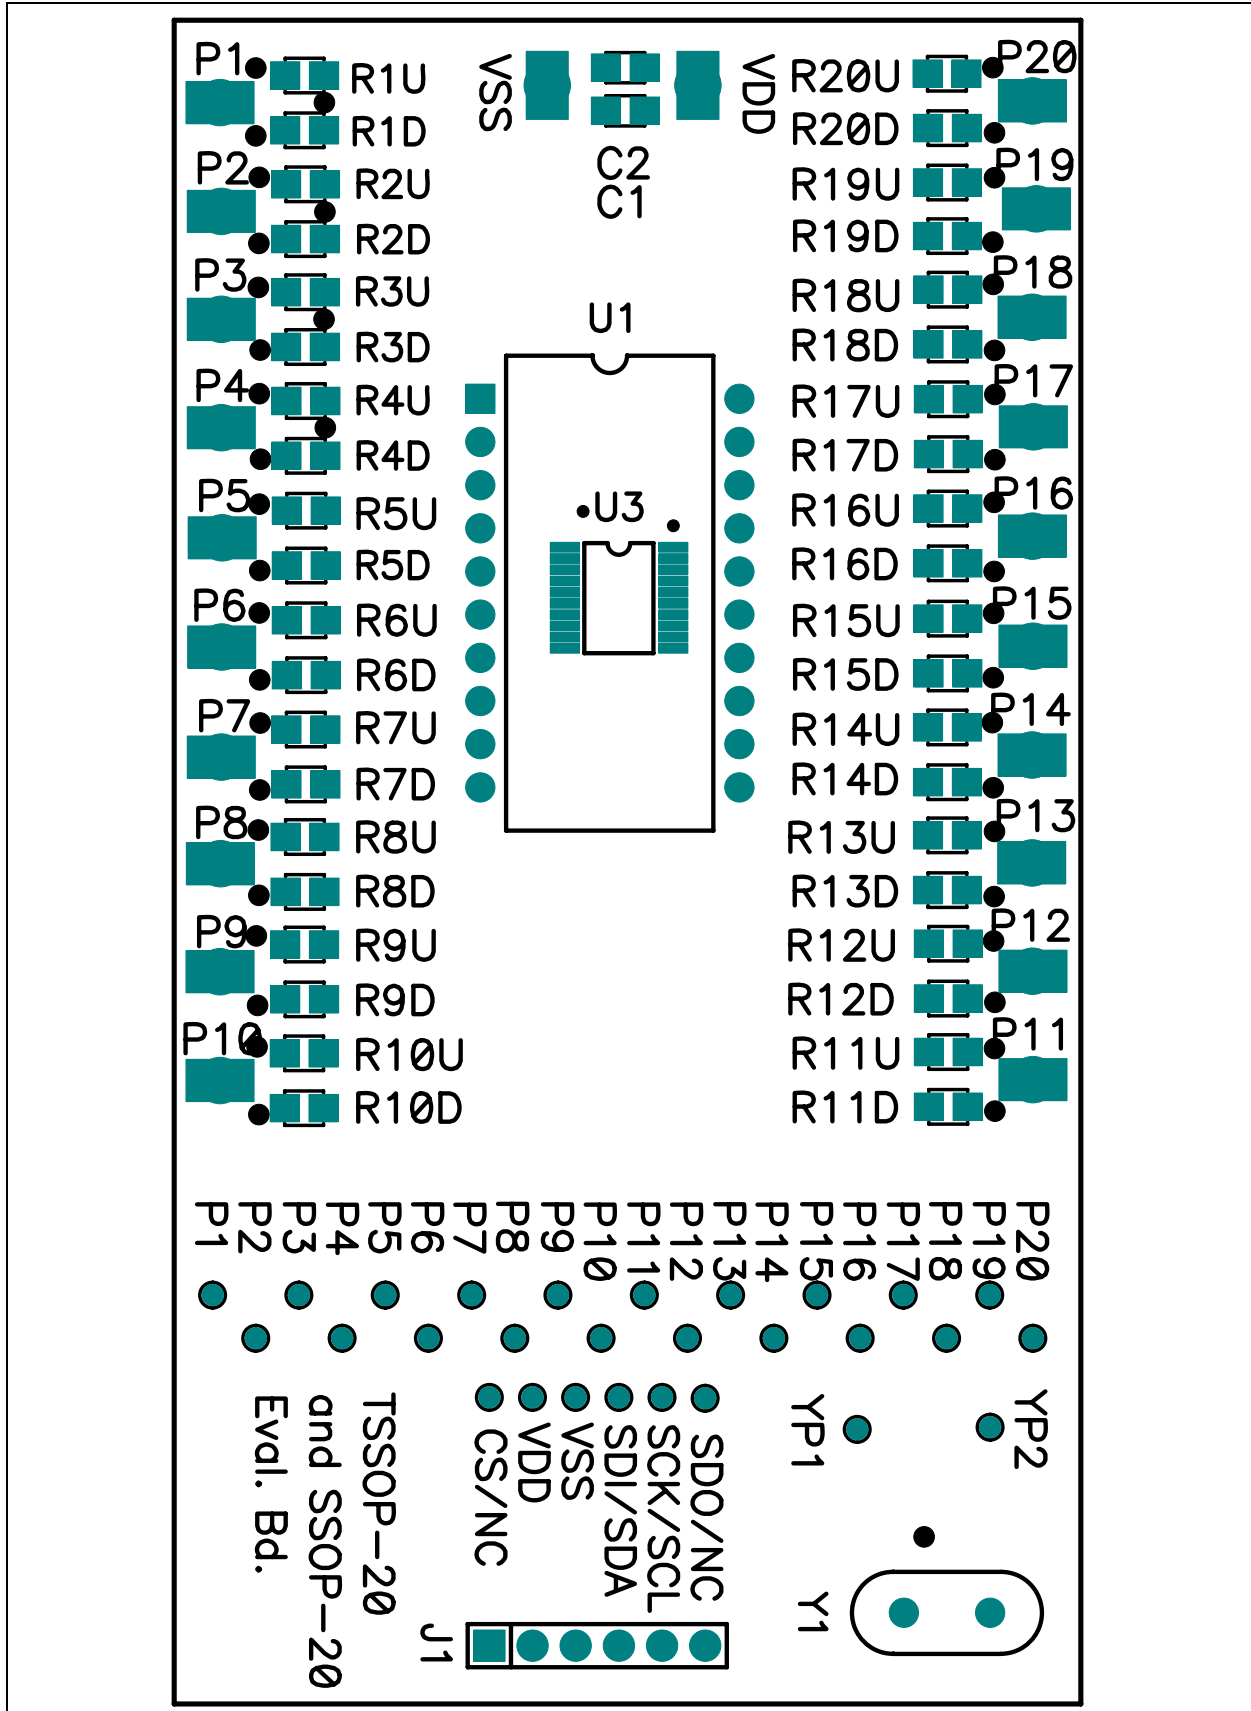 P1
R1U
VSS
VDD
R20U
P20
R1D
R20D
P2
R2U
C2
C1
R19U
P19
R2D
R19D
P3
R3U
U1
R18U
P18
R3D
R18D
P4
R4U
R17U
P17
R4D
R17D
P5
R5U
U3
R16U
P16
R5D
R16D
P6
R6U
R15U
P15
R6D
R15D
P7
R7U
R14U
P14
R7D
R14D
P8
R8U
R13U
P13
R8D
R13D
P9
R9U
R12U
P12
R9D
R12D
P10
R10U
R11U
P11
R10D
R11D
P1
P2
P3
P4
P5
P6
P7
P8
P9
P10
P11
P12
P13
P14
P15
P16
P17
P18
P19
P20
TSSOP-20
and SSOP-20
Eval. Bd.
CS/NC
VDD
VSS
SDI/SDA
SCK/SCL
SDO/NC
YP1
YP2
J1
Y1